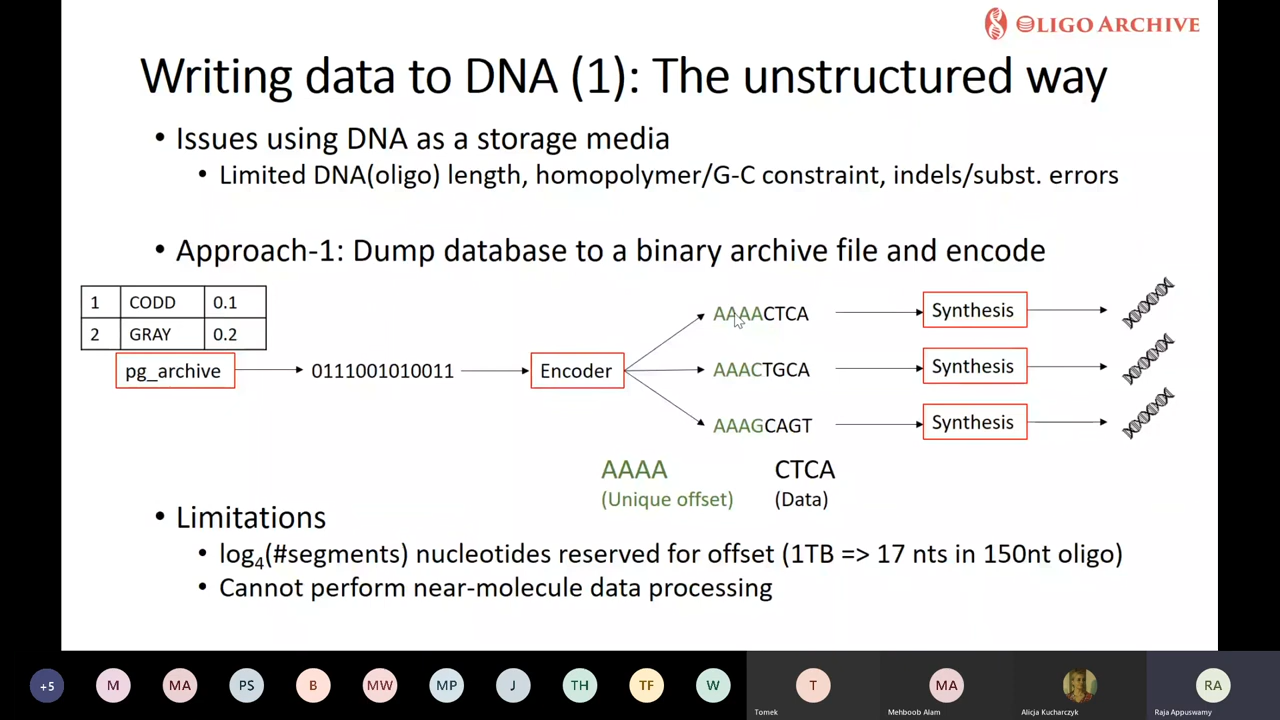 OLIGO ARCHIVE
Writing data to DNA (1): The unstructured way
• Issues using DNA as a storage media
• Limited DNA(oligo) length, homopolymer/G-C constraint, indels/subst. errors
• Approach-1: Dump database to a binary archive file and encode
1 CODD 0.1
2 GRAY 0.2
pg_archive
0111001010011
Encoder
AAAACTCA
Synthesis
AAACTGCA
Synthesis
AAAGCAGT
Synthesis
AAAA
(Unique offset)
CTCA
(Data)
• Limitations
• log4(#segments) nucleotides reserved for offset (1TB => 17 nts in 150nt oligo)
• Cannot perform near-molecule data processing
+5 M MA PS B MW MP J TH TF W T MA RA
Tomek Mehboob Alam Alicja Kucharczyk Raja Appuswamy